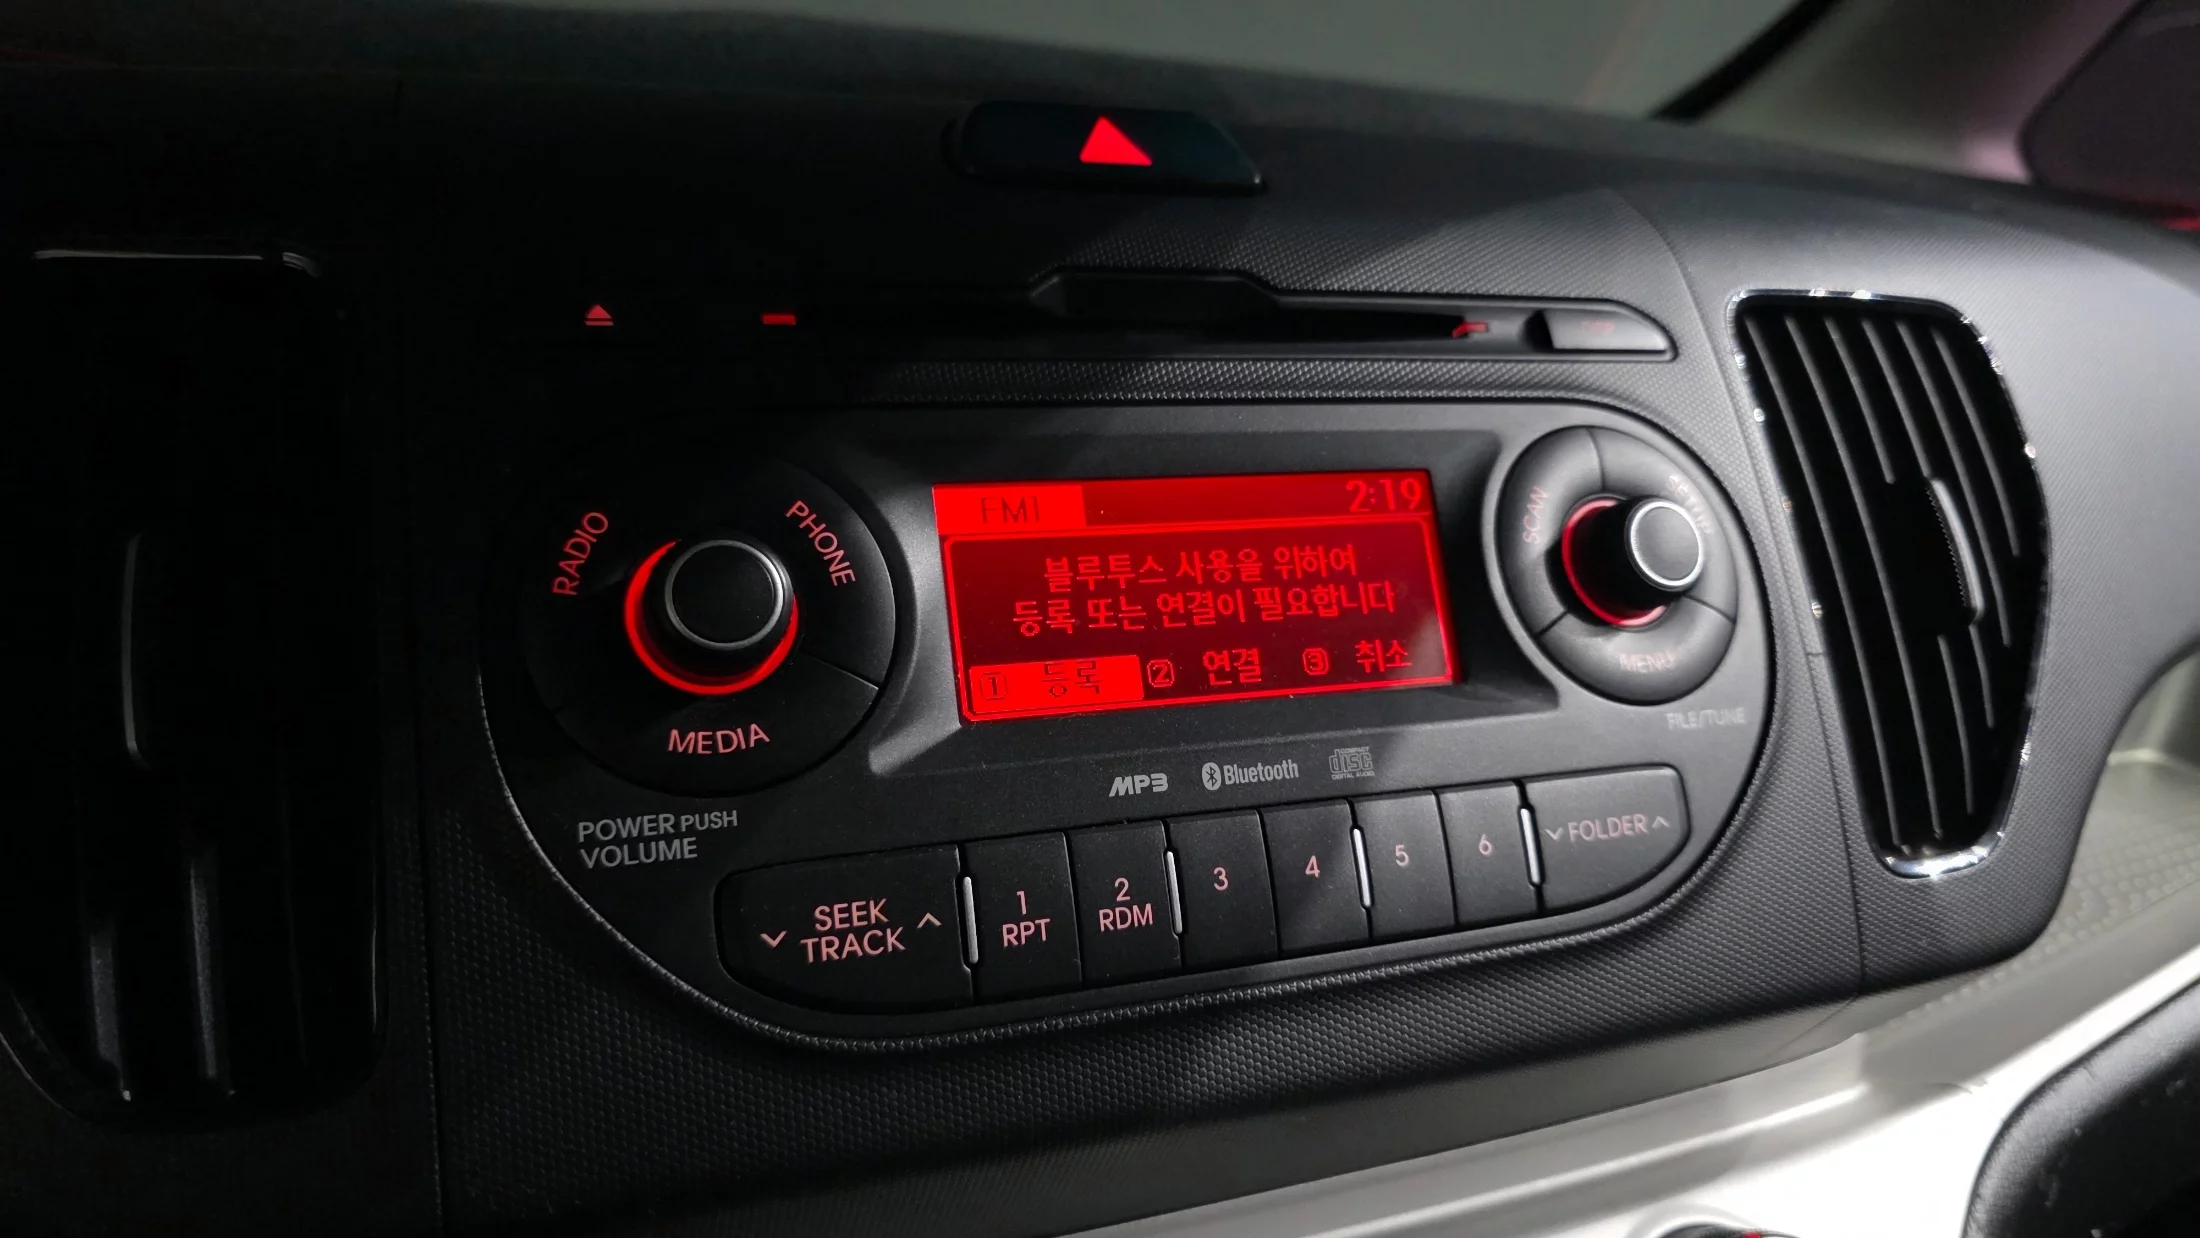 FM1 2:19
블루투스 사용을 위하여
등록 또는 연결이 필요합니다
1 등록 2 연결 3 취소
RADIO
PHONE
MEDIA
SCAN
SETUP
MENU
FILE/TUNE
POWER PUSH
VOLUME
MP3 Bluetooth COMPACT disc DIGITAL AUDIO
SEEK
TRACK
1
RPT
2
RDM
3
4
5
6
FOLDER